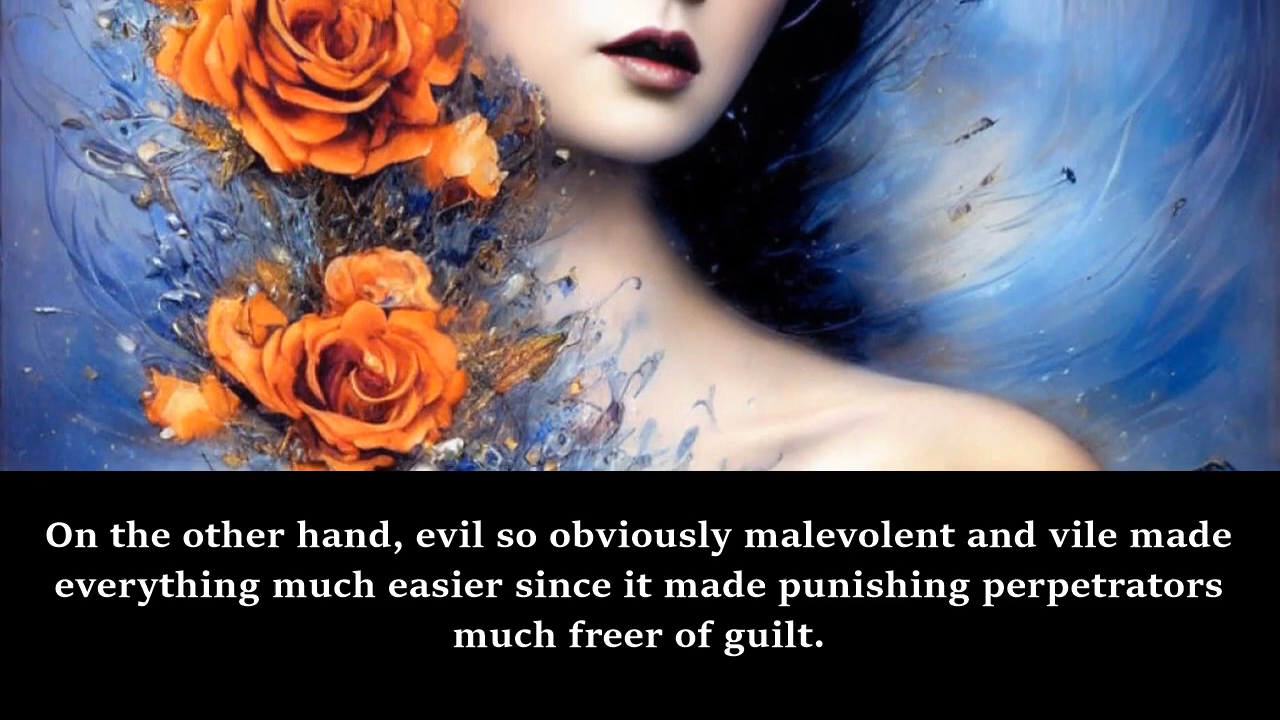 On the other hand, evil so obviously malevolent and vile made
everything much easier since it made punishing perpetrators
much freer of guilt.